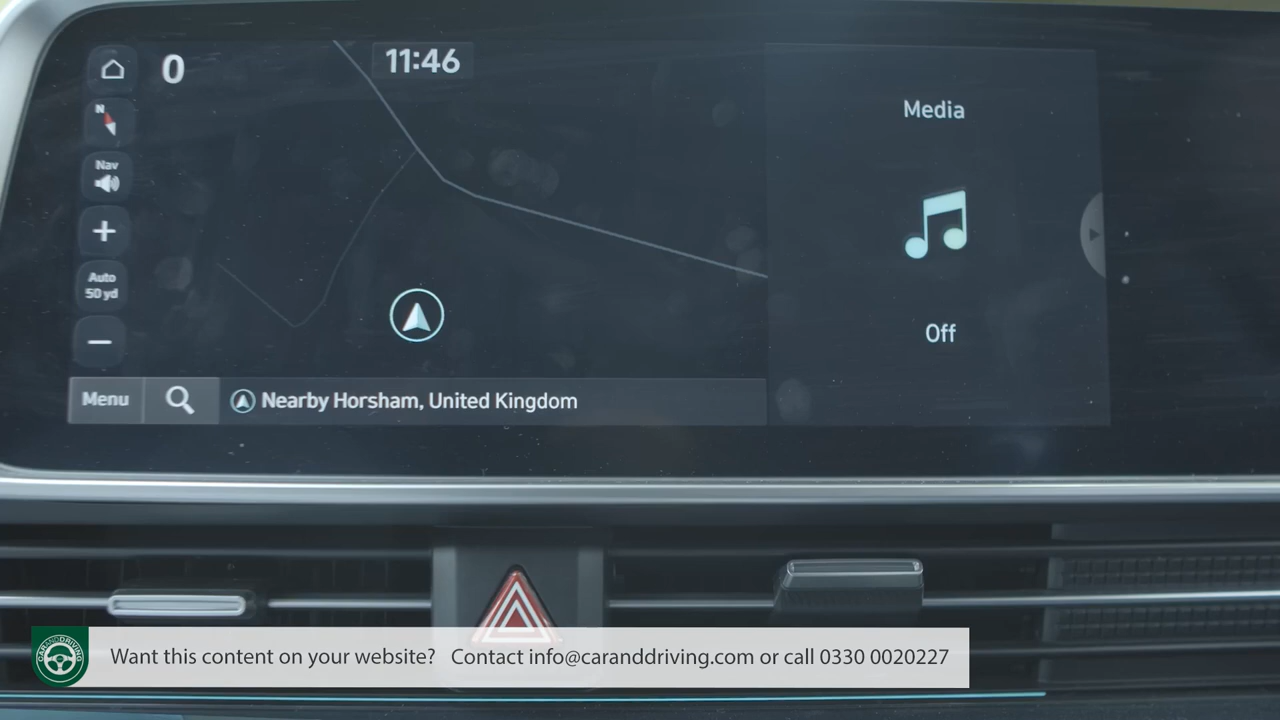 0
11:46
N
Nav
Auto
50 yd
Menu
Nearby Horsham, United Kingdom
Media
Off
CARANDDRIVING
Want this content on your website? Contact info@caranddriving.com or call 0330 0020227